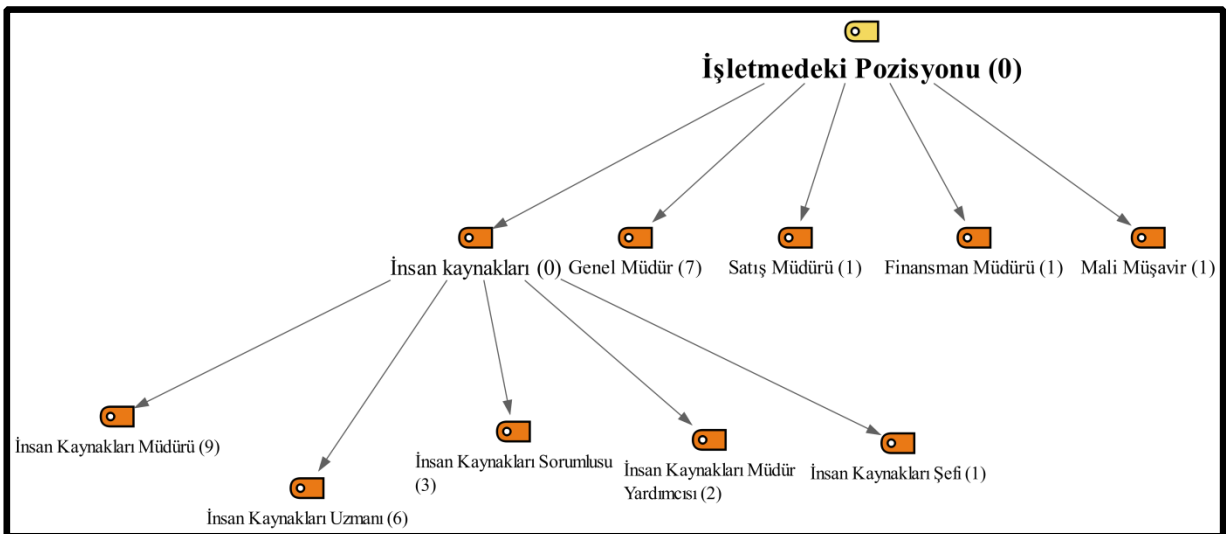 İşletmedeki Pozisyonu (0)
İnsan kaynakları (0)
Genel Müdür (7)
Satış Müdürü (1)
Finansman Müdürü (1)
Mali Müşavir (1)
İnsan Kaynakları Müdürü (9)
İnsan Kaynakları Uzmanı (6)
İnsan Kaynakları Sorumlusu
(3)
İnsan Kaynakları Müdür
Yardımcısı (2)
İnsan Kaynakları Şefi (1)